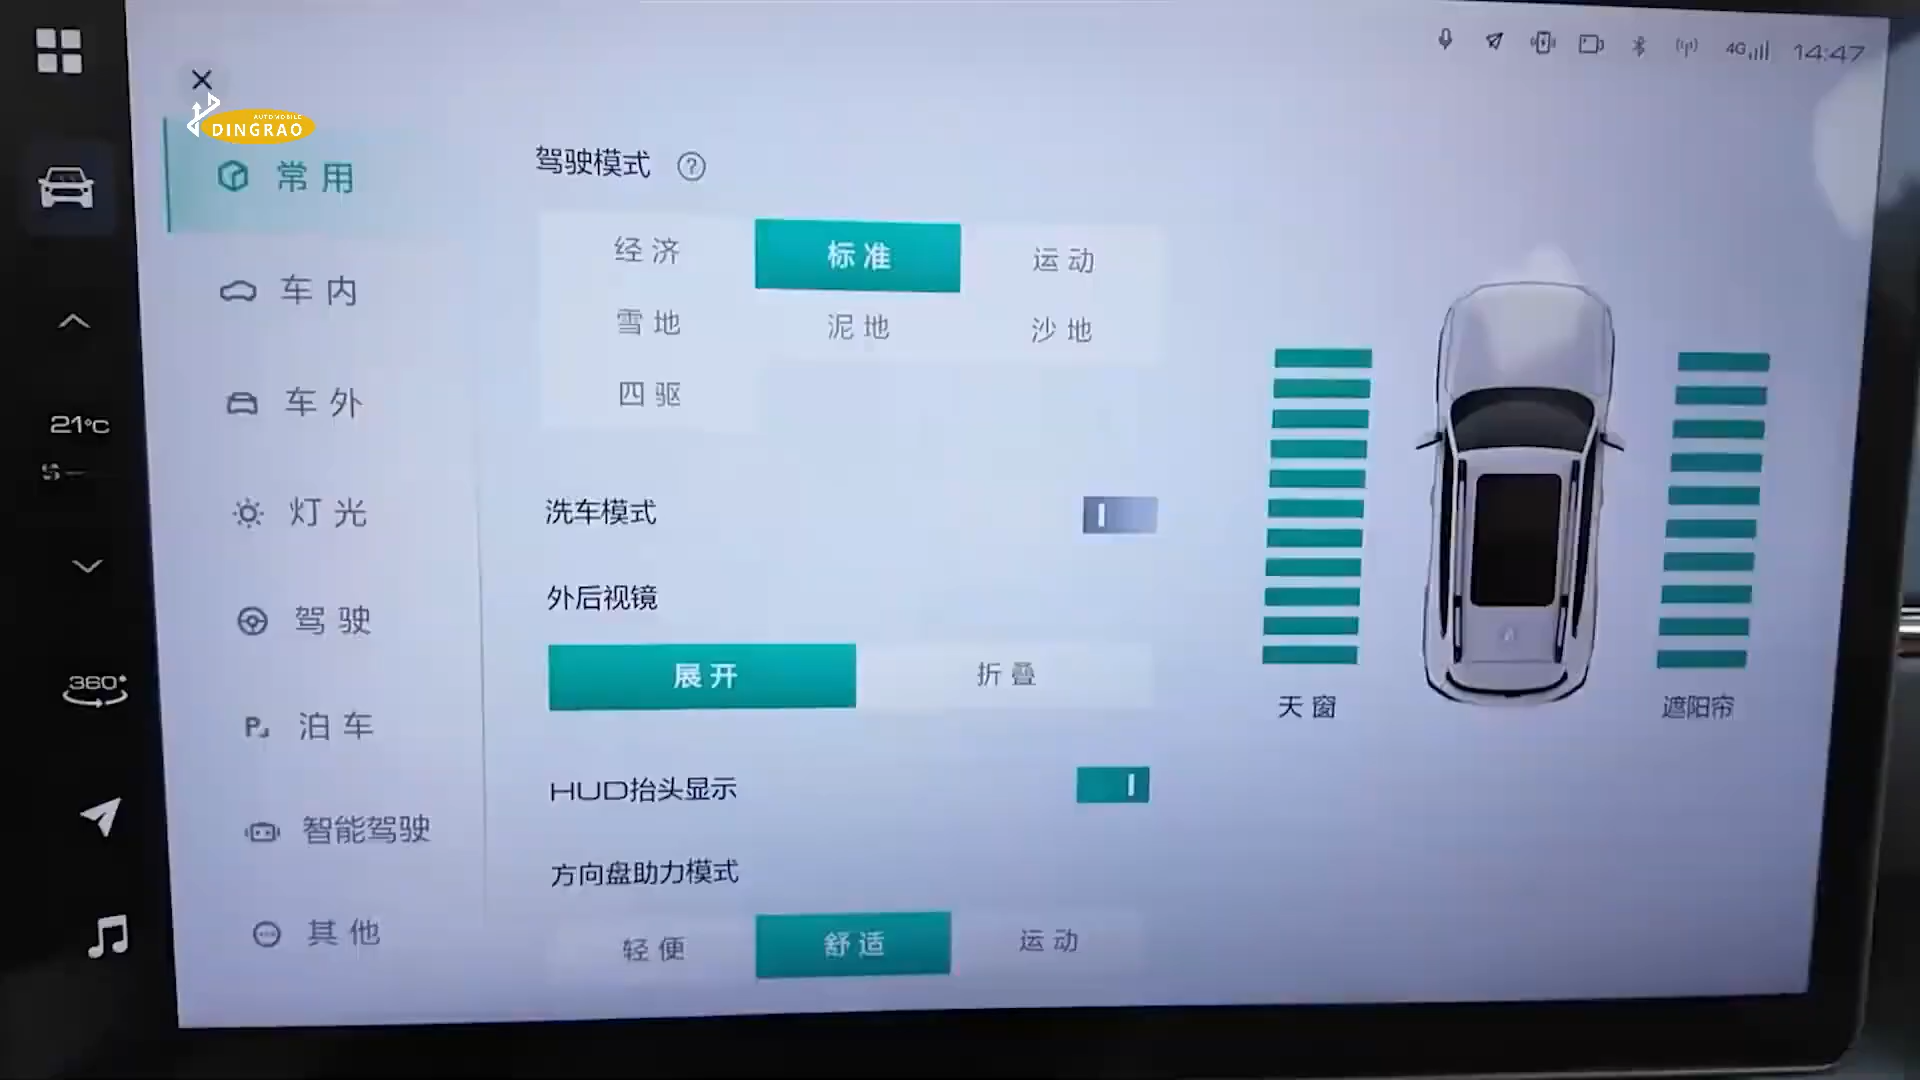 4G 14:47
AUTOMOBILE
DINGRAO
常用
车内
车外
灯光
驾驶
P 泊车
智能驾驶
其他
21°C
S
360°
驾驶模式 ?
经济 标准 运动
雪地 泥地 沙地
四驱
洗车模式
外后视镜
展开 折叠
HUD抬头显示
方向盘助力模式
轻便 舒适 运动
天窗 遮阳帘